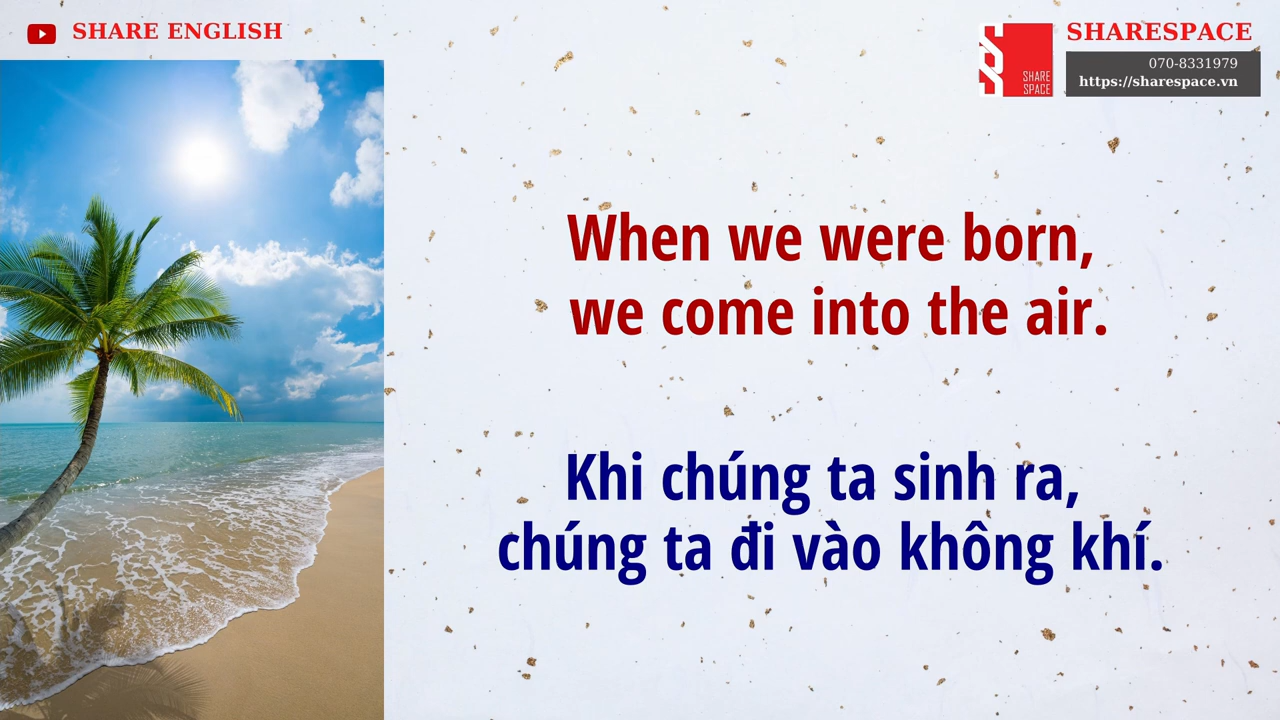 SHARE ENGLISH
SHARESPACE
070-8331979
https://sharespace.vn
SHARE
SPACE
When we were born,
we come into the air.
Khi chúng ta sinh ra,
chúng ta đi vào không khí.